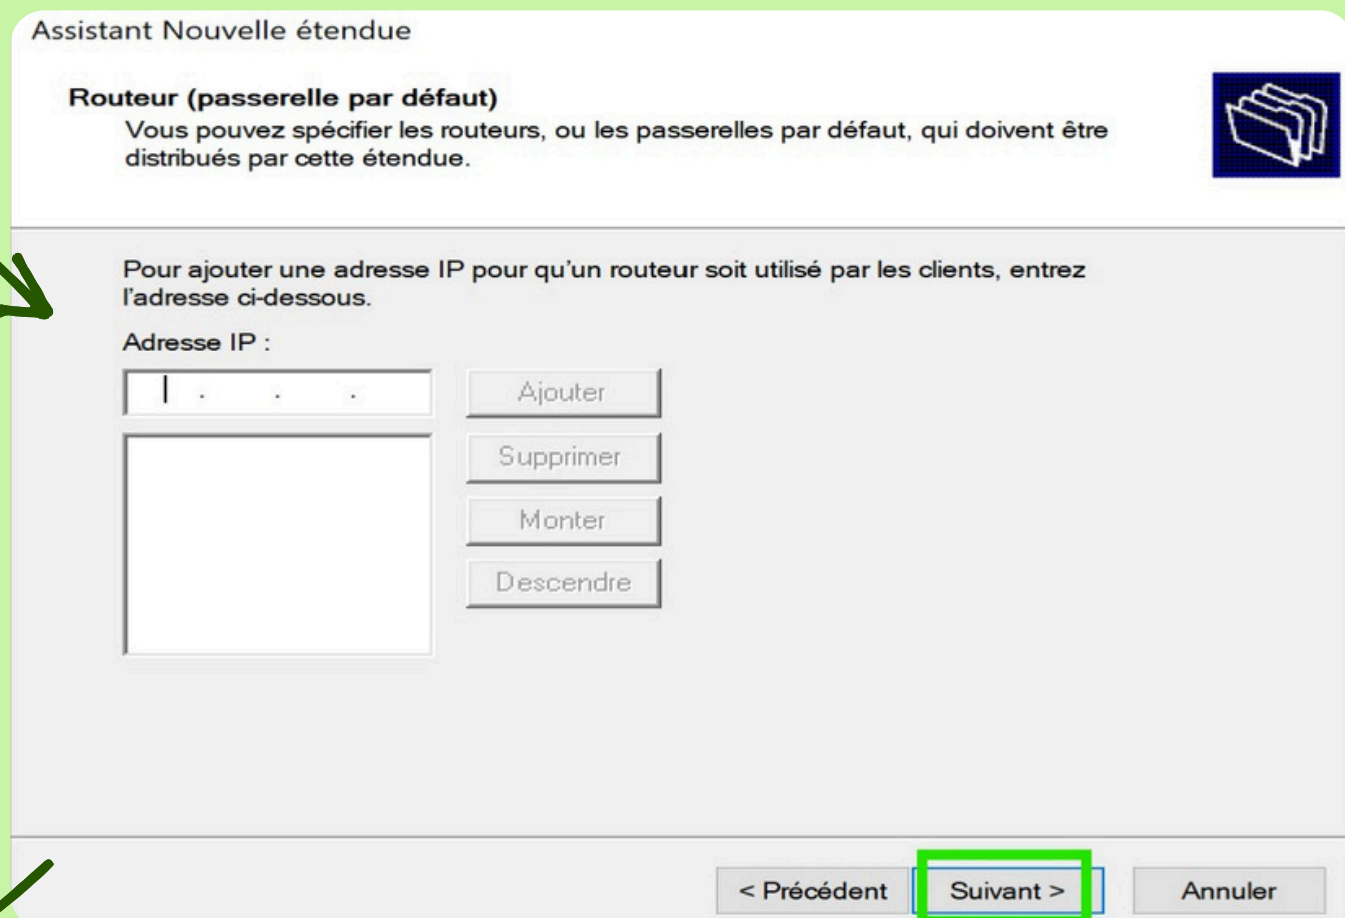 Assistant Nouvelle étendue
Routeur (passerelle par défaut)
Vous pouvez spécifier les routeurs, ou les passerelles par défaut, qui doivent être
distribués par cette étendue.
Pour ajouter une adresse IP pour qu'un routeur soit utilisé par les clients, entrez
l'adresse ci-dessous.
Adresse IP :
. . .
Ajouter
Supprimer
Monter
Descendre
< Précédent
Suivant >
Annuler